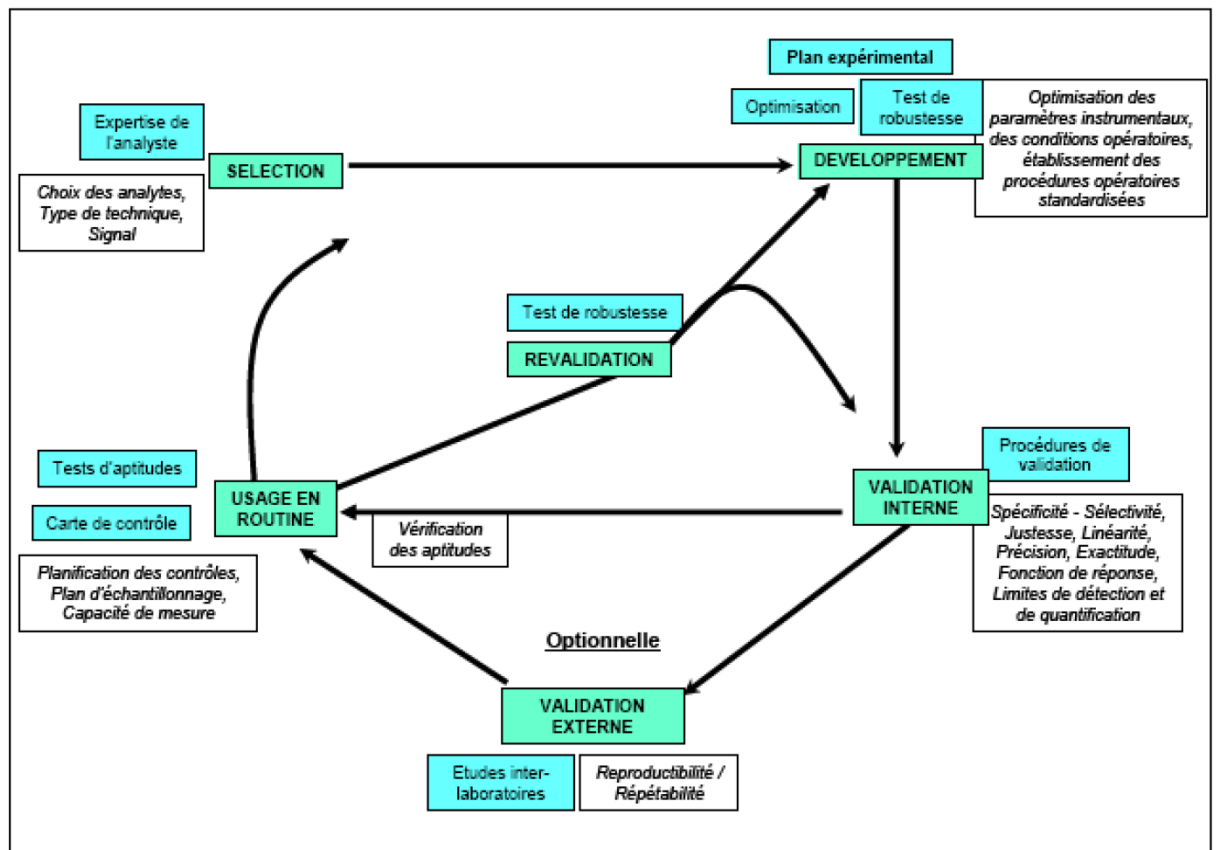 Plan expérimental
Optimisation
Test de
robustesse
Optimisation des
paramètres instrumentaux,
des conditions opératoires,
établissement des
procédures opératoires
standardisées
Expertise de
l'analyste
SELECTION
DEVELOPPEMENT
Choix des analytes,
Type de technique,
Signal
Test de robustesse
REVALIDATION
Tests d'aptitudes
Carte de contrôle
USAGE EN
ROUTINE
Planification des contrôles,
Plan d'échantillonnage,
Capacité de mesure
Vérification
des aptitudes
Procédures de
validation
VALIDATION
INTERNE
Spécificité - Sélectivité,
Justesse, Linéarité,
Précision, Exactitude,
Fonction de réponse,
Limites de détection et
de quantification
Optionnelle
VALIDATION
EXTERNE
Etudes inter-
laboratoires
Reproductibilité /
Répétabilité